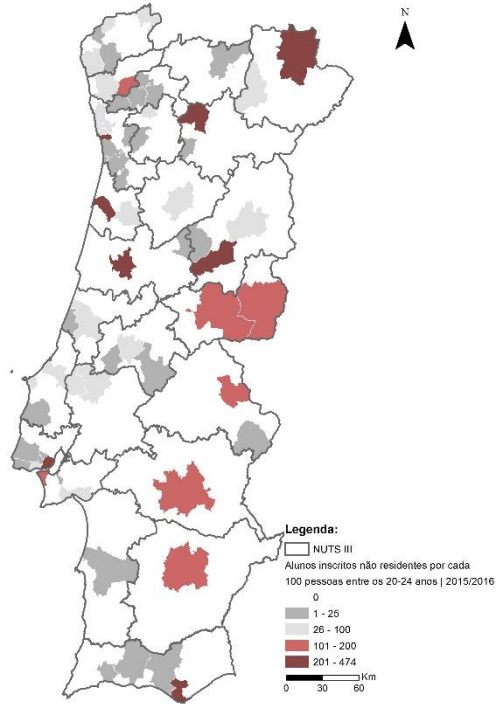 N
Legenda:
NUTS III
Alunos inscritos não residentes por cada
100 pessoas entre os 20-24 anos | 2015/2016
0
1 - 25
26 - 100
101 - 200
201 - 474
Km
0 30 60